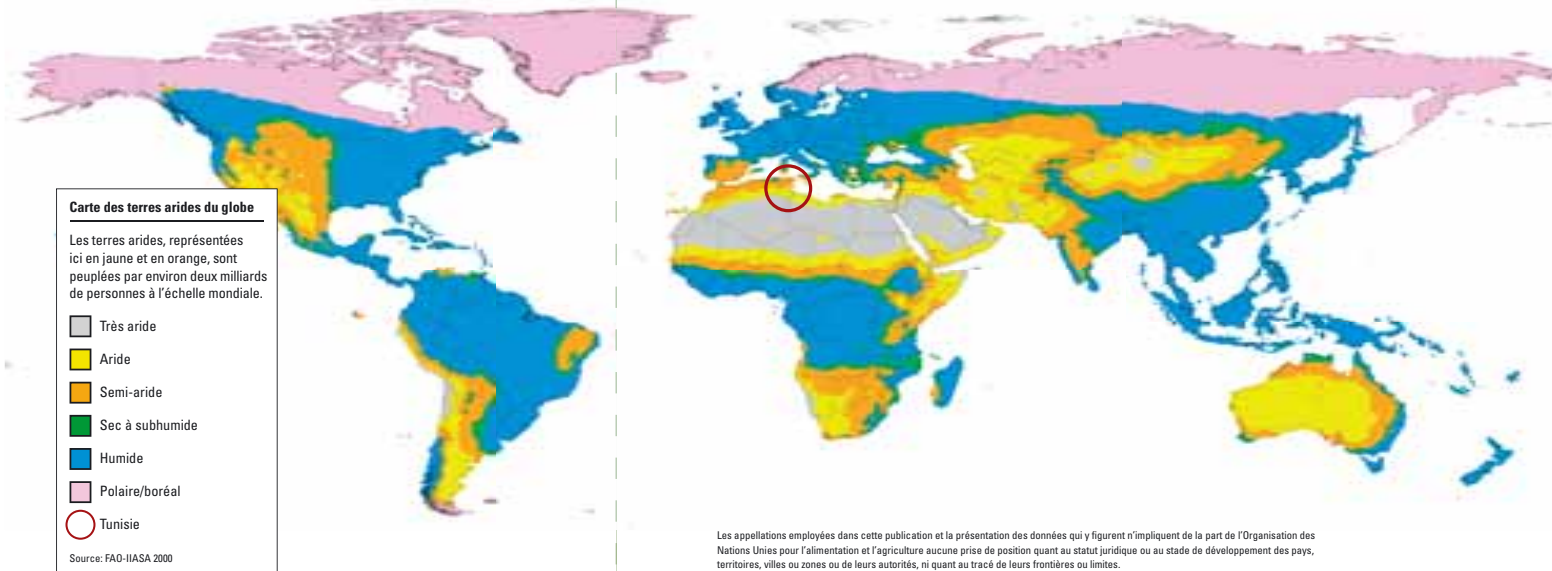 Carte des terres arides du globe
Les terres arides, représentées
ici en jaune et en orange, sont
peuplées par environ deux milliards
de personnes à l'échelle mondiale.
Très aride
Aride
Semi-aride
Sec à subhumide
Humide
Polaire/boréal
Tunisie
Source: FAO-IIASA 2000
Les appellations employées dans cette publication et la présentation des données qui y figurent n'impliquent de la part de l'Organisation des
Nations Unies pour l'alimentation et l'agriculture aucune prise de position quant au statut juridique ou au stade de développement des pays,
territoires, villes ou zones ou de leurs autorités, ni quant au tracé de leurs frontières ou limites.